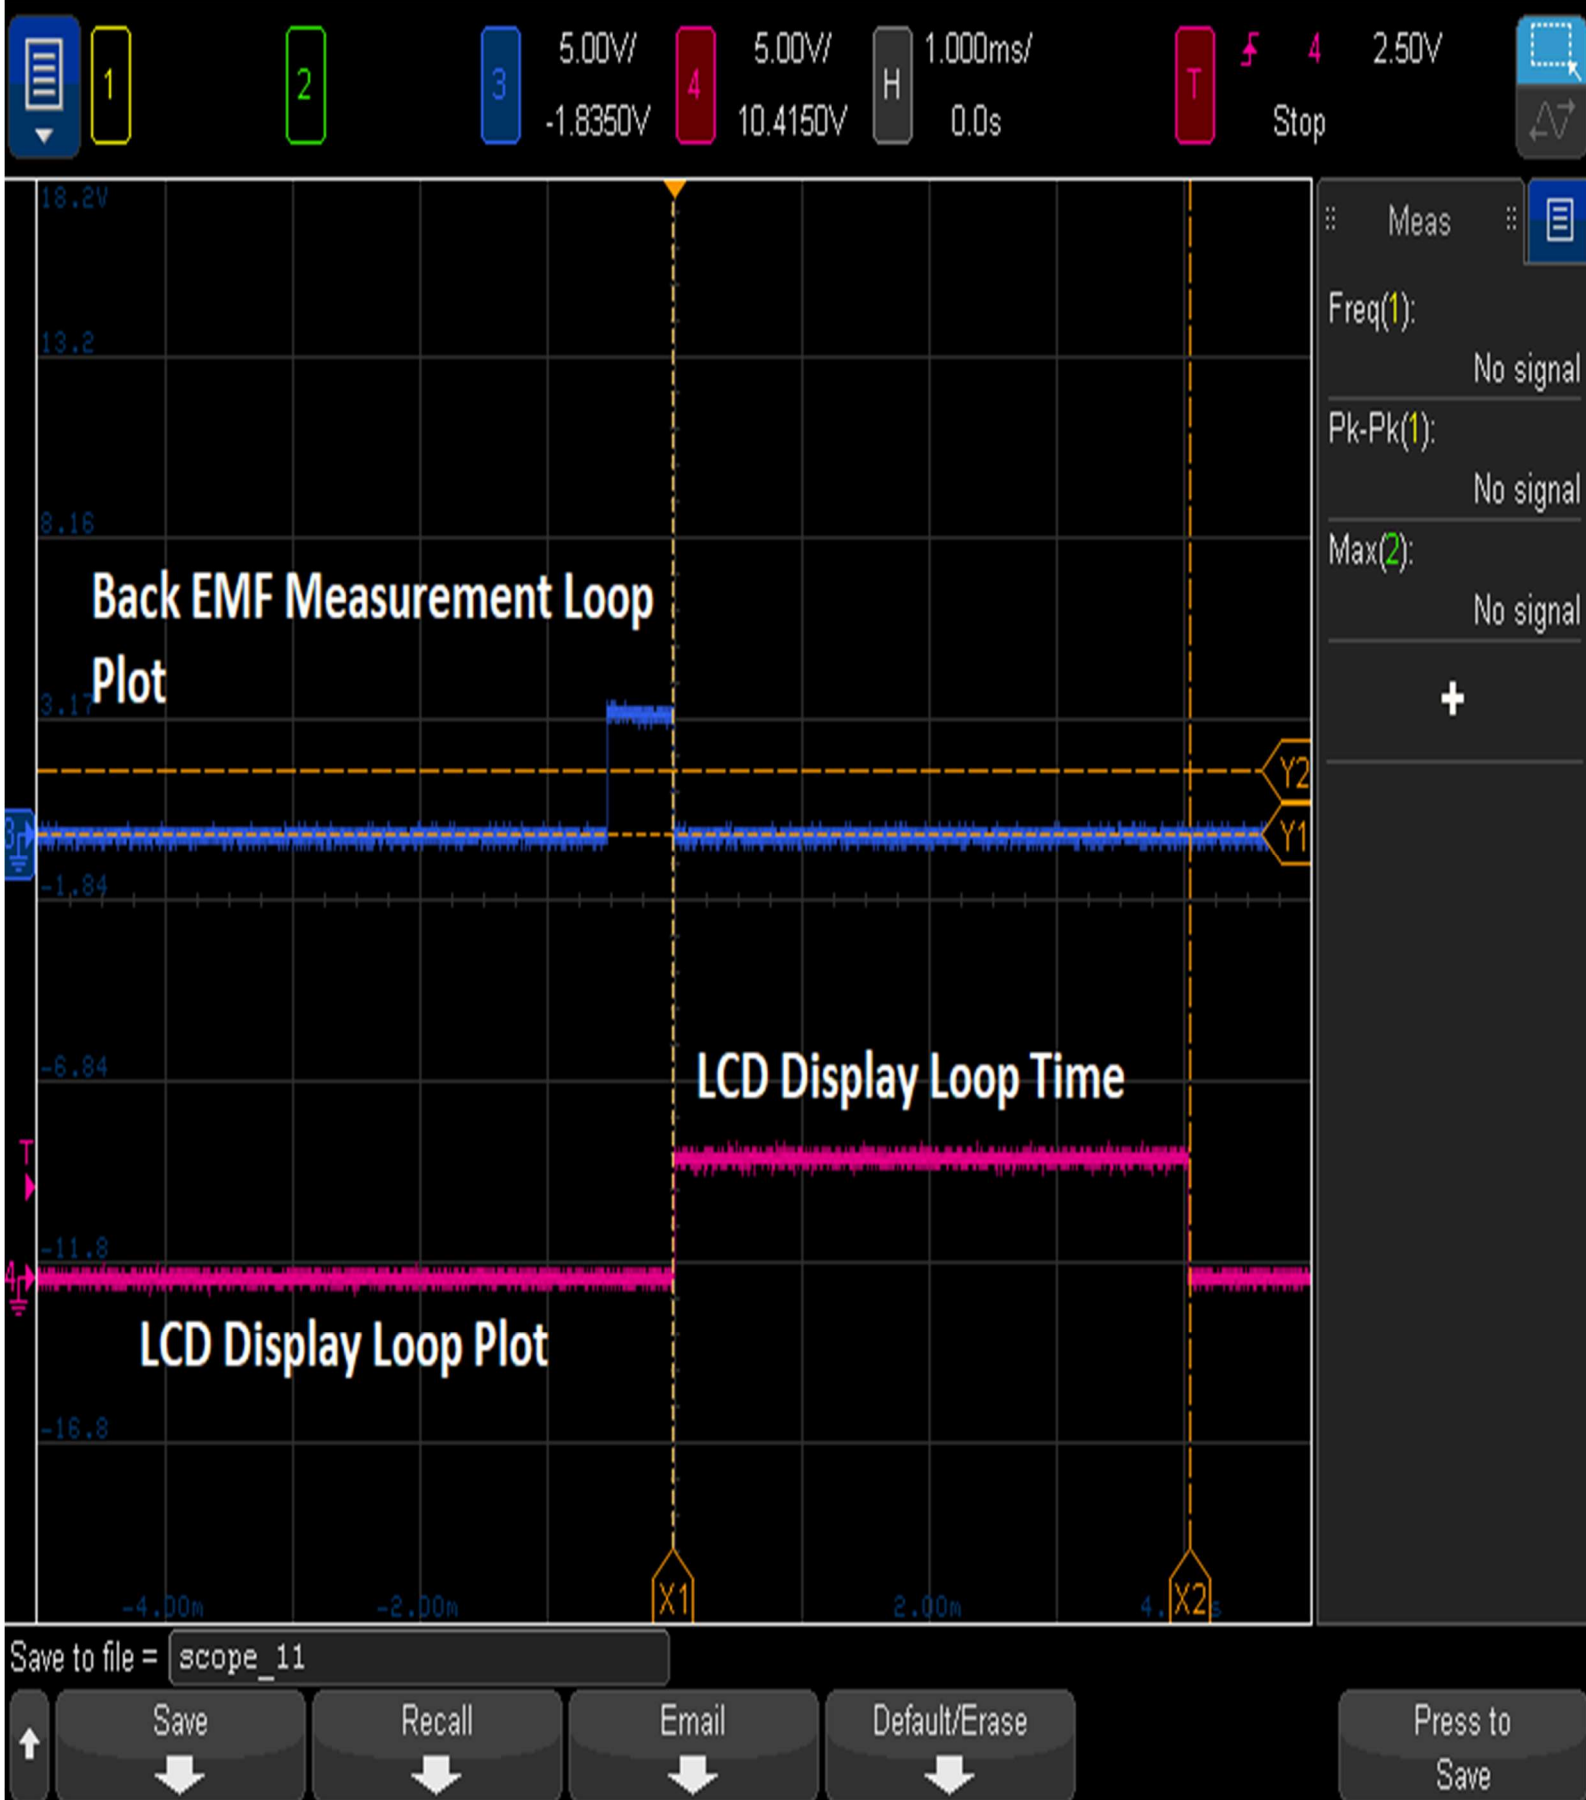 1
2
3
5.00V/
-1.8350V
4
5.00V/
10.4150V
H
1.000ms/
0.0s
T
4
2.50V
Stop
18.2V
13.2
8.16
Back EMF Measurement Loop
Plot
3.17
Y2
3
Y1
-1.84
-6.84
LCD Display Loop Time
T
-11.8
4
LCD Display Loop Plot
-16.8
-4.00m
-2.00m
X1
2.00m
X2
Meas
Freq(1):
No signal
Pk-Pk(1):
No signal
Max(2):
No signal
+
Save to file = scope_11
Save
Recall
Email
Default/Erase
Press to
Save